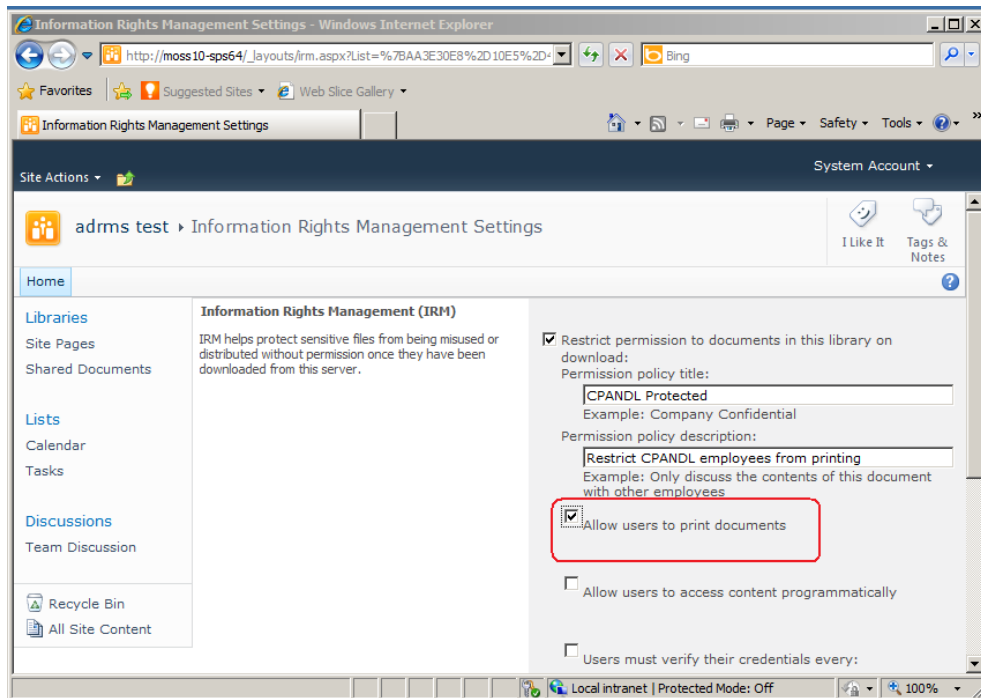 Information Rights Management Settings - Windows Internet Explorer
http://moss10-sps64/_layouts/irm.aspx?List=%7BAA3E30E8%2D10E5%2D
Bing
Favorites
Suggested Sites
Web Slice Gallery
Information Rights Management Settings
Page
Safety
Tools
»
System Account
Site Actions
adrms test
Information Rights Management Settings
I Like It
Tags &
Notes
Home
Libraries
Site Pages
Shared Documents
Lists
Calendar
Tasks
Discussions
Team Discussion
Recycle Bin
All Site Content
Information Rights Management (IRM)
IRM helps protect sensitive files from being misused or
distributed without permission once they have been
downloaded from this server.
Restrict permission to documents in this library on
download:
Permission policy title:
CPANDL Protected
Example: Company Confidential
Permission policy description:
Restrict CPANDL employees from printing
Example: Only discuss the contents of this document
with other employees
Allow users to print documents
Allow users to access content programmatically
Users must verify their credentials every:
Local intranet | Protected Mode: Off
100%